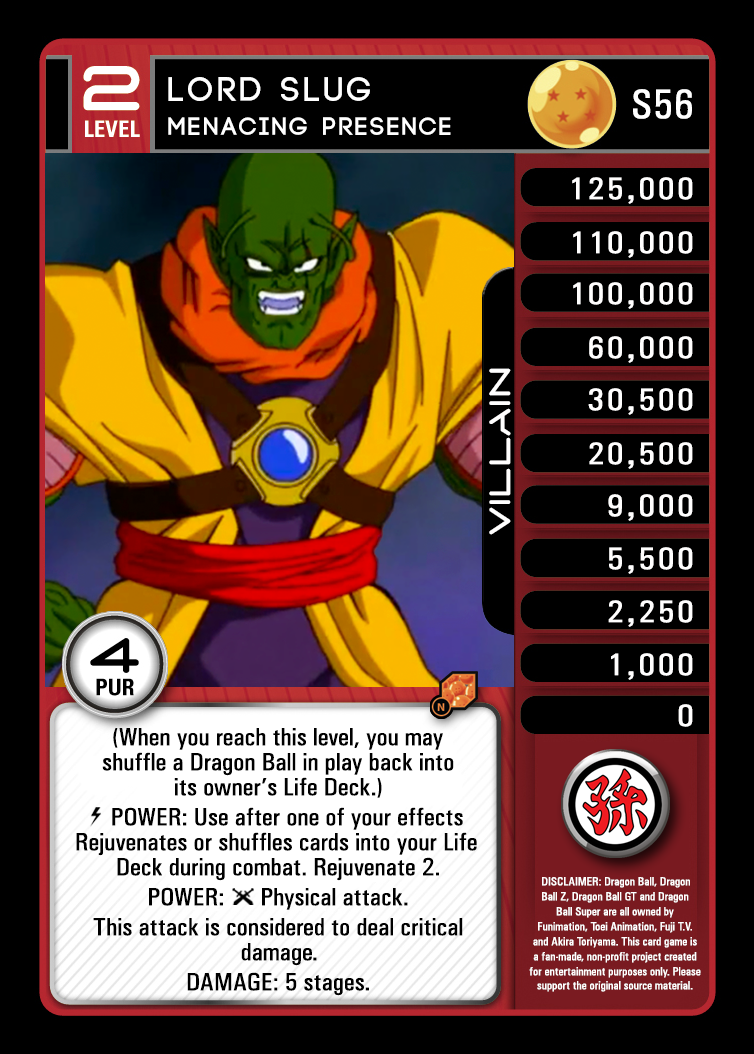 2
LEVEL
LORD SLUG
MENACING PRESENCE
S56
125,000
110,000
100,000
60,000
30,500
20,500
9,000
5,500
2,250
1,000
0
VILLAIN
4
PUR
N
(When you reach this level, you may
shuffle a Dragon Ball in play back into
its owner's Life Deck.)
POWER: Use after one of your effects
Rejuvenates or shuffles cards into your Life
Deck during combat. Rejuvenate 2.
POWER: Physical attack.
This attack is considered to deal critical
damage.
DAMAGE: 5 stages.
DISCLAIMER: Dragon Ball, Dragon
Ball Z, Dragon Ball GT and Dragon
Ball Super are all owned by
Funimation, Toei Animation, Fuji T.V.
and Akira Toriyama. This card game is
a fan-made, non-profit project created
for entertainment purposes only. Please
support the original source material.